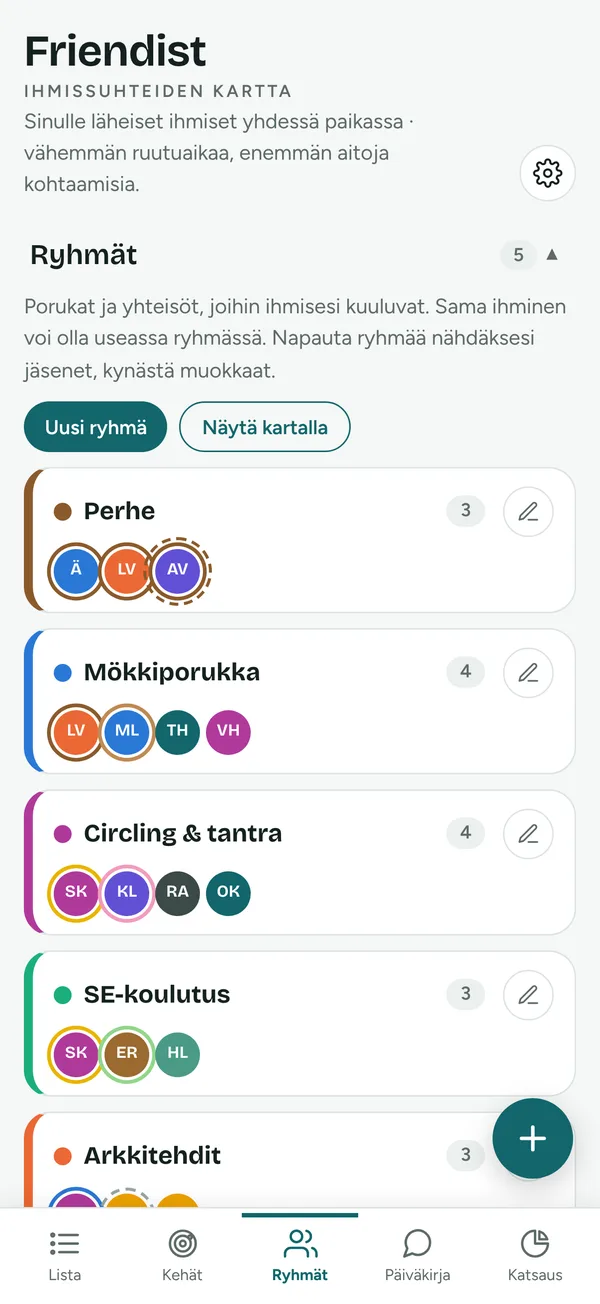 Friendist
IHMISSUHTEIDEN KARTTA
Sinulle läheiset ihmiset yhdessä paikassa ·
vähemmän ruutuaikaa, enemmän aitoja
kohtaamisia.
Ryhmät 5 ▲
Porukat ja yhteisöt, joihin ihmisesi kuuluvat. Sama ihminen
voi olla useassa ryhmässä. Napauta ryhmää nähdäksesi
jäsenet, kynästä muokkaat.
Uusi ryhmä Näytä kartalla
Perhe 3
Ä LV AV
Mökkiporukka 4
LV ML TH VH
Circling & tantra 4
SK KL RA OK
SE-koulutus 3
SK ER HL
Arkkitehdit 3
Lista Kehät Ryhmät Päiväkirja Katsaus